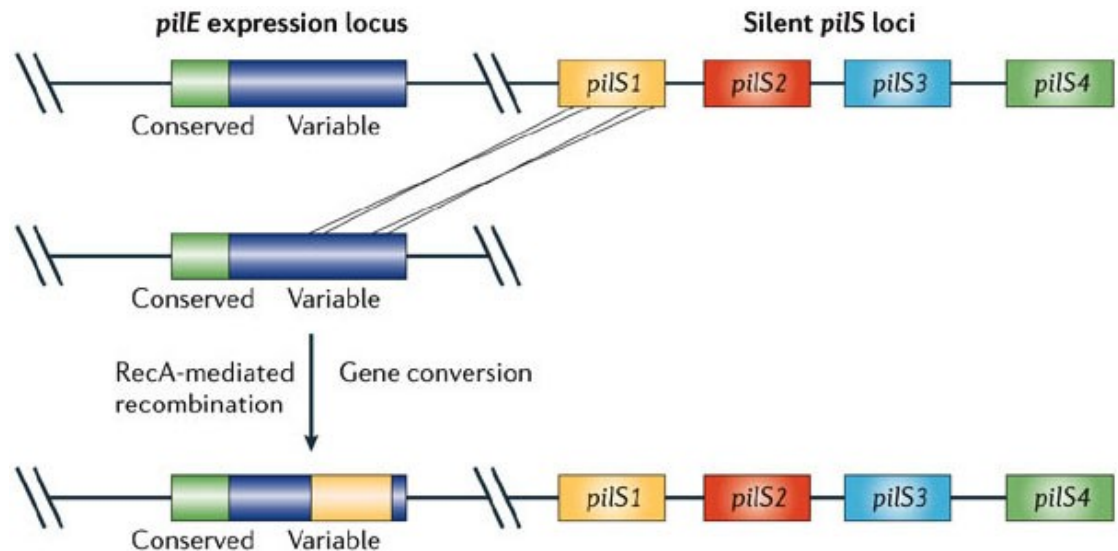 pilE expression locus
Silent pilS loci
pilS1
pilS2
pilS3
pilS4
Conserved
Variable
Conserved
Variable
RecA-mediated
recombination
Gene conversion
pilS1
pilS2
pilS3
pilS4
Conserved
Variable